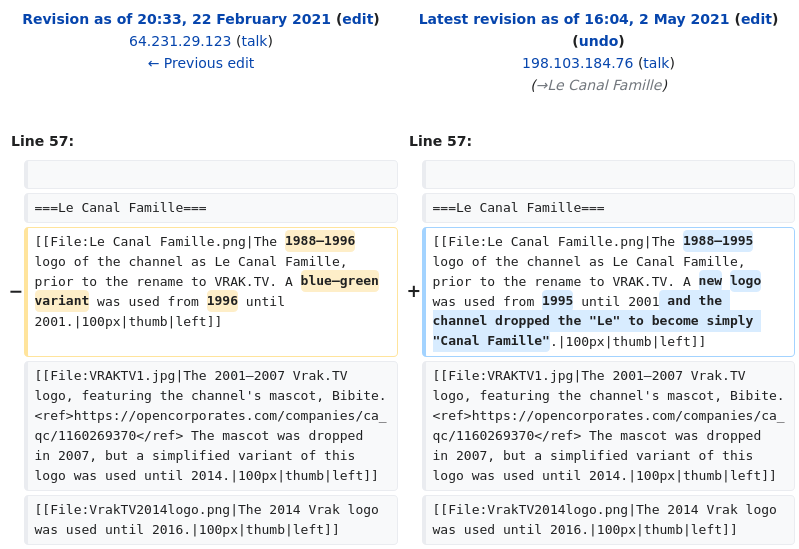 Revision as of 20:33, 22 February 2021 (edit)
64.231.29.123 (talk)
← Previous edit
Latest revision as of 16:04, 2 May 2021 (edit)
(undo)
198.103.184.76 (talk)
(→Le Canal Famille)
Line 57:
Line 57:
===Le Canal Famille===
===Le Canal Famille===
−
[[File:Le Canal Famille.png|The 1988–1996
logo of the channel as Le Canal Famille,
prior to the rename to VRAK.TV. A blue–green
variant was used from 1996 until
2001.|100px|thumb|left]]
+
[[File:Le Canal Famille.png|The 1988–1995
logo of the channel as Le Canal Famille,
prior to the rename to VRAK.TV. A new logo
was used from 1995 until 2001 and the
channel dropped the "Le" to become simply
"Canal Famille".|100px|thumb|left]]
[[File:VRAKTV1.jpg|The 2001–2007 Vrak.TV
logo, featuring the channel's mascot, Bibite.
<ref>https://opencorporates.com/companies/ca_
qc/1160269370</ref> The mascot was dropped
in 2007, but a simplified variant of this
logo was used until 2014.|100px|thumb|left]]
[[File:VRAKTV1.jpg|The 2001–2007 Vrak.TV
logo, featuring the channel's mascot, Bibite.
<ref>https://opencorporates.com/companies/ca_
qc/1160269370</ref> The mascot was dropped
in 2007, but a simplified variant of this
logo was used until 2014.|100px|thumb|left]]
[[File:VrakTV2014logo.png|The 2014 Vrak logo
was used until 2016.|100px|thumb|left]]
[[File:VrakTV2014logo.png|The 2014 Vrak logo
was used until 2016.|100px|thumb|left]]